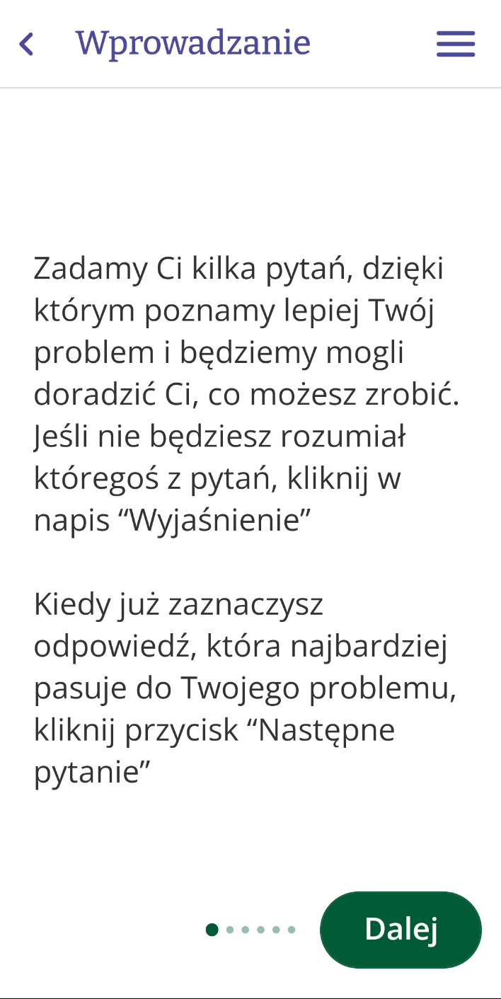 Wprowadzanie
Zadamy Ci kilka pytań, dzięki
którym poznamy lepiej Twój
problem i będziemy mogli
doradzić Ci, co możesz zrobić.
Jeśli nie będziesz rozumiał
któregoś z pytań, kliknij w
napis “Wyjaśnienie”
Kiedy już zaznaczysz
odpowiedź, która najbardziej
pasuje do Twojego problemu,
kliknij przycisk “Następne
pytanie”
Dalej